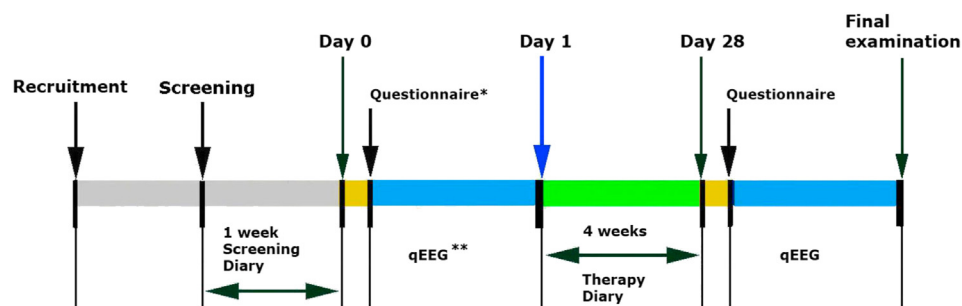 Recruitment
Screening
Day 0
Questionnaire*
Day 1
Day 28
Questionnaire
Final
examination
1 week
Screening
Diary
qEEG**
4 weeks
Therapy
Diary
qEEG